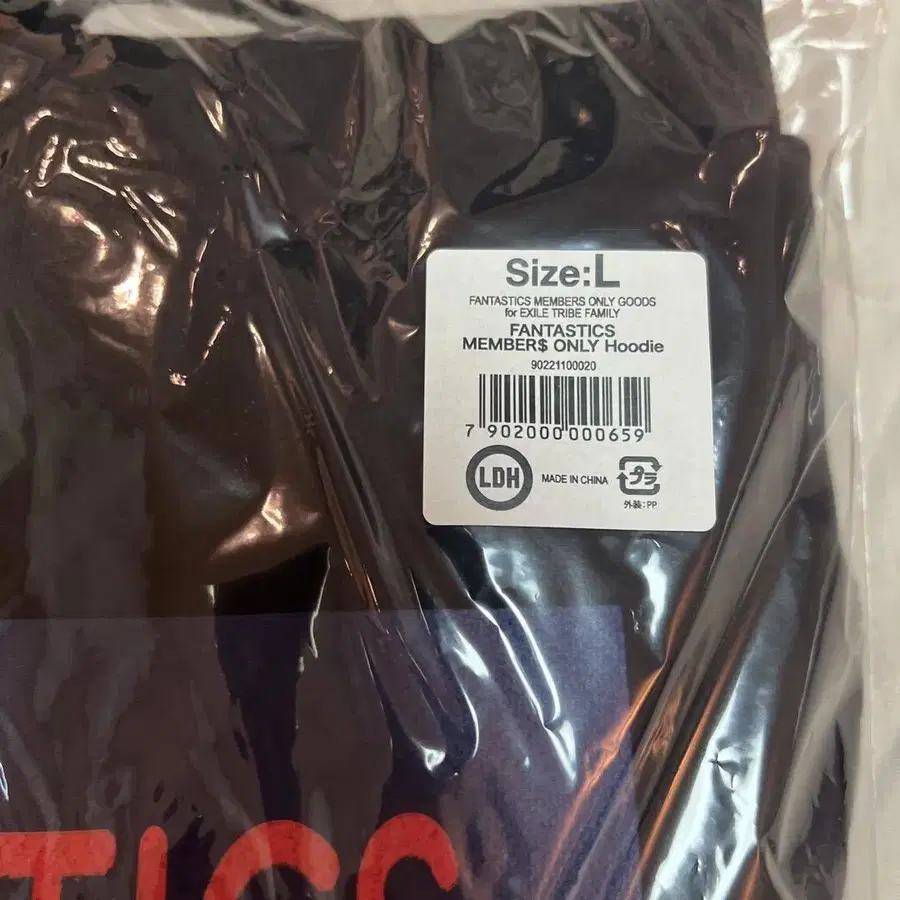 Size:L
FANTASTICS MEMBERS ONLY GOODS
for EXILE TRIBE FAMILY
FANTASTICS
MEMBER$ ONLY Hoodie
90221100020
7 902000 000659
LDH
MADE IN CHINA
プラ
外装:PP
TICS